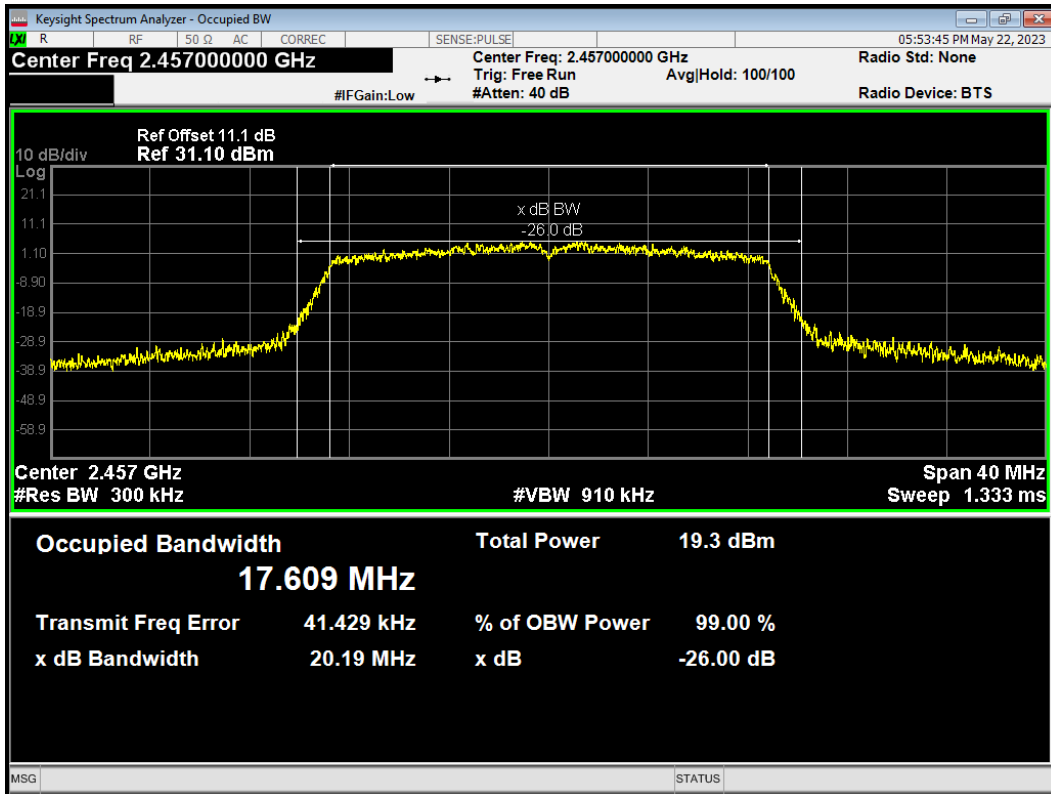 Keysight Spectrum Analyzer - Occupied BW
LXI R RF 50 Ω AC CORREC SENSE:PULSE 05:53:45 PM May 22, 2023
Center Freq 2.457000000 GHz Center Freq: 2.457000000 GHz Radio Std: None
Trig: Free Run Avg|Hold: 100/100
#IFGain:Low #Atten: 40 dB Radio Device: BTS
Ref Offset 11.1 dB
10 dB/div Ref 31.10 dBm
Log
21.1
x dB BW
11.1
-26.0 dB
1.10
-8.90
-18.9
-28.9
-38.9
-48.9
-58.9
Center 2.457 GHz Span 40 MHz
#Res BW 300 kHz #VBW 910 kHz Sweep 1.333 ms
Occupied Bandwidth Total Power 19.3 dBm
17.609 MHz
Transmit Freq Error 41.429 kHz % of OBW Power 99.00 %
x dB Bandwidth 20.19 MHz x dB -26.00 dB
MSG STATUS